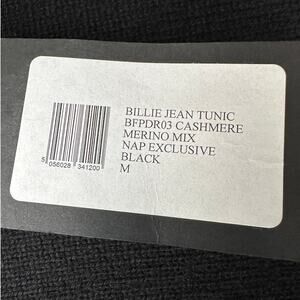 BILLIE JEAN TUNIC
BFPDR03 CASHMERE
MERINO MIX
NAP EXCLUSIVE
BLACK
M
5 056028 341200